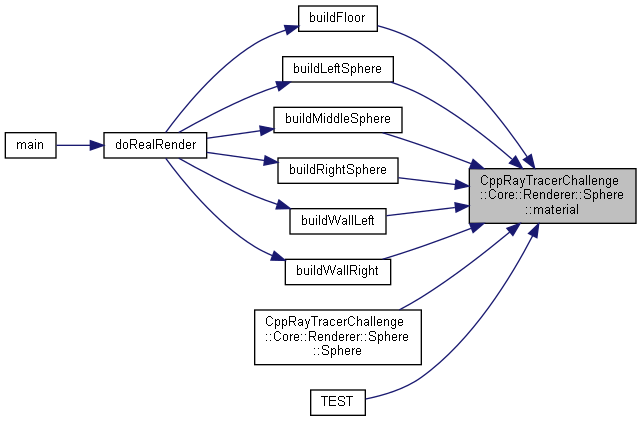 buildFloor
buildLeftSphere
buildMiddleSphere
main
doRealRender
buildRightSphere
CppRayTracerChallenge
::Core::Renderer::Sphere
::material
buildWallLeft
buildWallRight
CppRayTracerChallenge
::Core::Renderer::Sphere
::Sphere
TEST